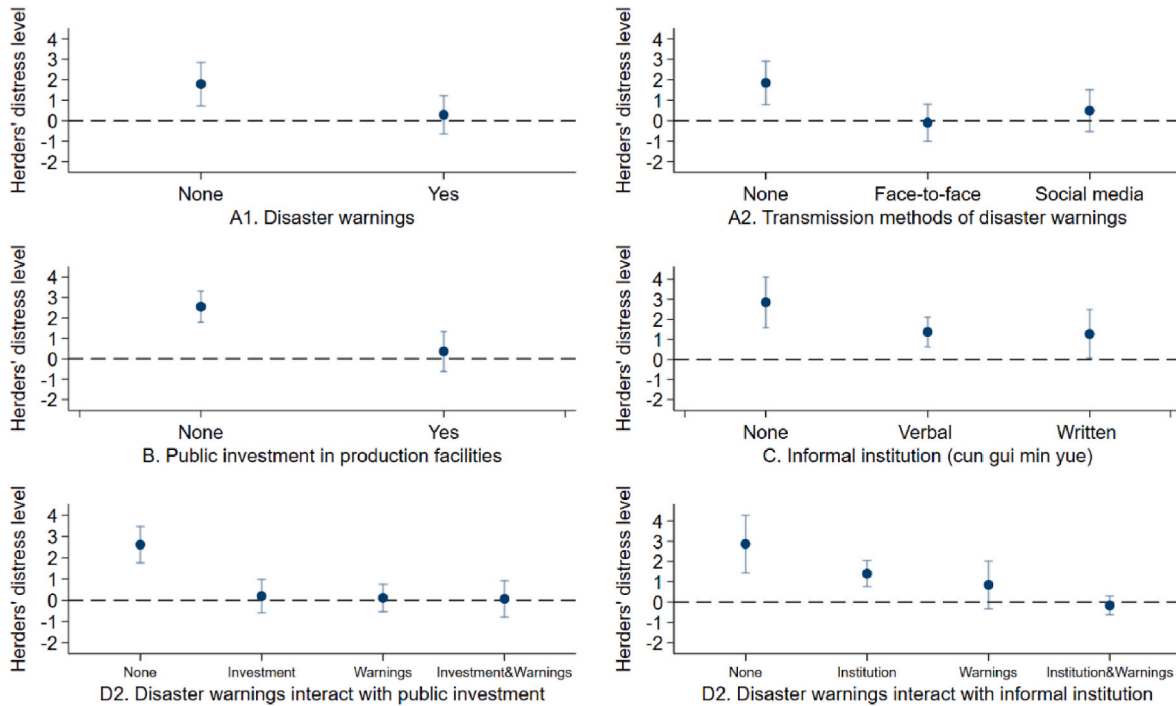 Herders' distress level
4
3
2
1
0
-1
-2
None Yes
A1. Disaster warnings
Herders' distress level
4
3
2
1
0
-1
-2
None Face-to-face Social media
A2. Transmission methods of disaster warnings
Herders' distress level
4
3
2
1
0
-1
-2
None Yes
B. Public investment in production facilities
Herders' distress level
4
3
2
1
0
-1
-2
None Verbal Written
C. Informal institution (cun gui min yue)
Herders' distress level
4
3
2
1
0
-1
-2
None Investment Warnings Investment&Warnings
D2. Disaster warnings interact with public investment
Herders' distress level
4
3
2
1
0
-1
-2
None Institution Warnings Institution&Warnings
D2. Disaster warnings interact with informal institution